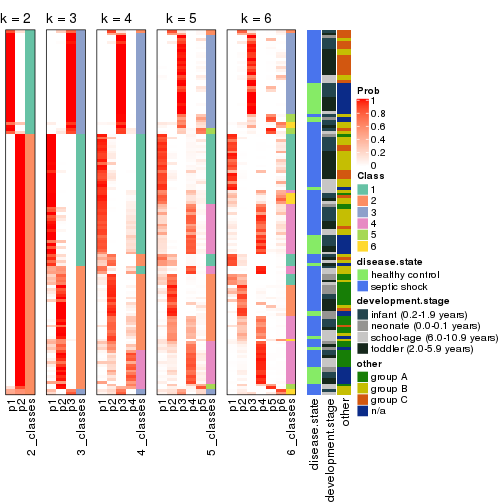 k = 2 k = 3 k = 4 k = 5 k = 6
Prob
1
0.8
0.6
0.4
0.2
0
Class
1
2
3
4
5
6
disease.state
healthy control
septic shock
development.stage
infant (0.2-1.9 years)
neonate (0.0-0.1 years)
school-age (6.0-10.9 years)
toddler (2.0-5.9 years)
other
group A
group B
group C
n/a
p1 p2 2_classes p1 p2 p3 3_classes p1 p2 p3 p4 4_classes p1 p2 p3 p4 p5 5_classes p1 p2 p3 p4 p5 p6 6_classes disease.state development.stage other